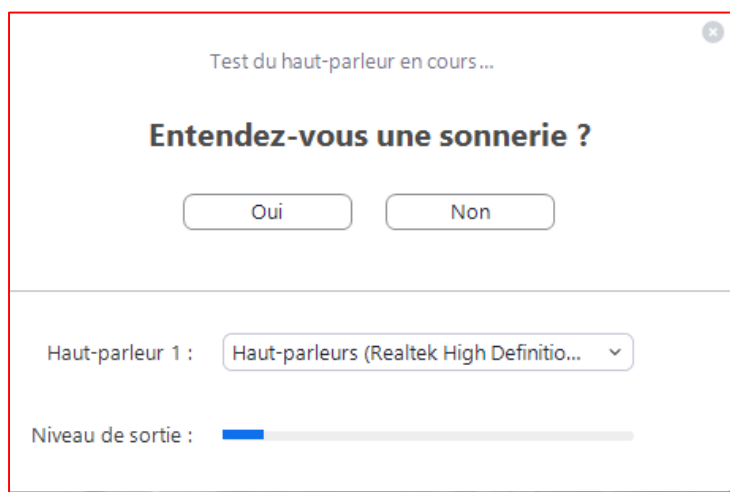 Test du haut-parleur en cours...
Entendez-vous une sonnerie ?
Oui
Non
Haut-parleur 1 :
Haut-parleurs (Realtek High Definitio...
Niveau de sortie :